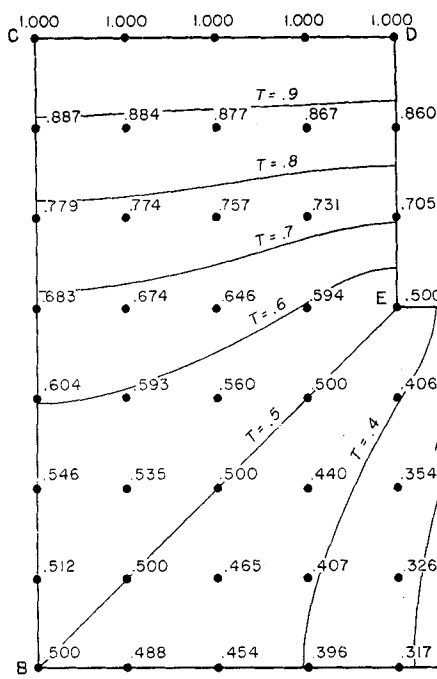 1.000 1.000 1.000 1.000 1.000
C D
T = .9
.887 .884 .877 .867 .860
T = .8
.779 .774 .757 .731 .705
T = .7
.683 .674 .646 .594 E .500
T = .6
.604 .593 .560 .500 .406
T = .5 T = .4
.546 .535 .500 .440 .354
.512 .500 .465 .407 .326
B .500 .488 .454 .396 .317